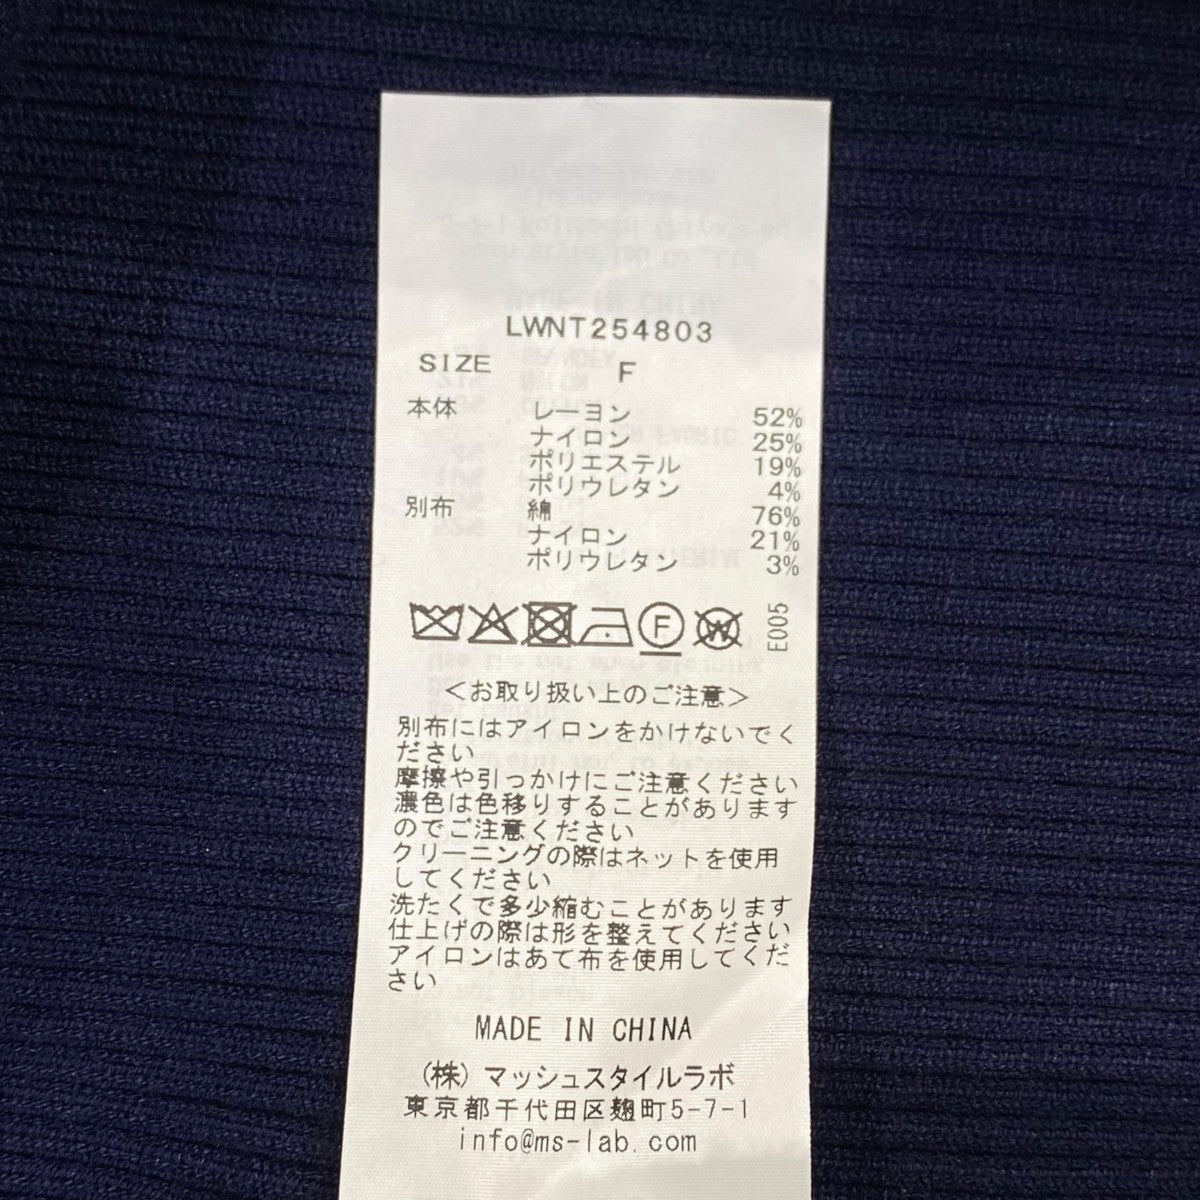 LWNT254803
SIZE F
本体 レーヨン 52%
ナイロン 25%
ポリエステル 19%
ポリウレタン 4%
別布 綿 76%
ナイロン 21%
ポリウレタン 3%
F W E005
＜お取り扱い上のご注意＞
別布にはアイロンをかけないでく
ださい
摩擦や引っかけにご注意ください
濃色は色移りすることがあります
のでご注意ください
クリーニングの際はネットを使用
してください
洗たくで多少縮むことがあります
仕上げの際は形を整えてください
アイロンはあて布を使用してくだ
さい
MADE IN CHINA
(株) マッシュスタイルラボ
東京都千代田区麹町5-7-1
info@ms-lab.com